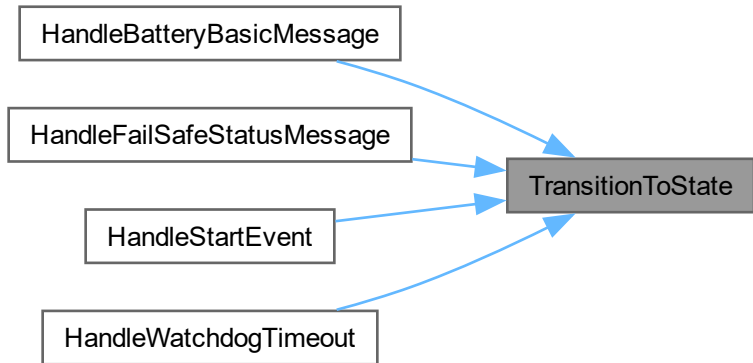 HandleBatteryBasicMessage
HandleFailSafeStatusMessage
TransitionToState
HandleStartEvent
HandleWatchdogTimeout